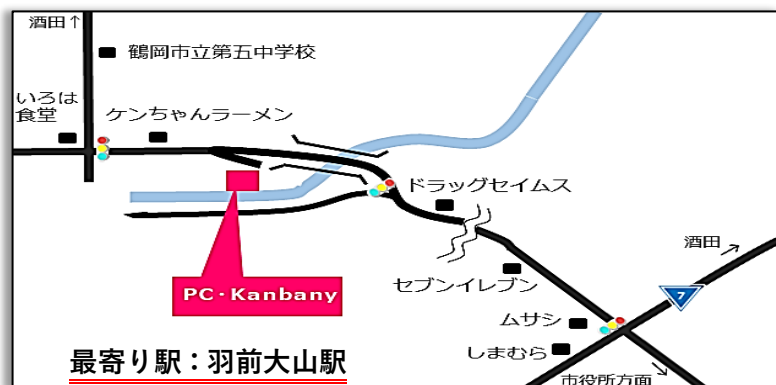 酒田↑
鶴岡市立第五中学校
いろは
食堂
ケンちゃんラーメン
ドラッグセイムス
酒田
セブンイレブン
7
PC・Kanbany
ムサシ
しまむら
最寄り駅：羽前大山駅
市役所方面